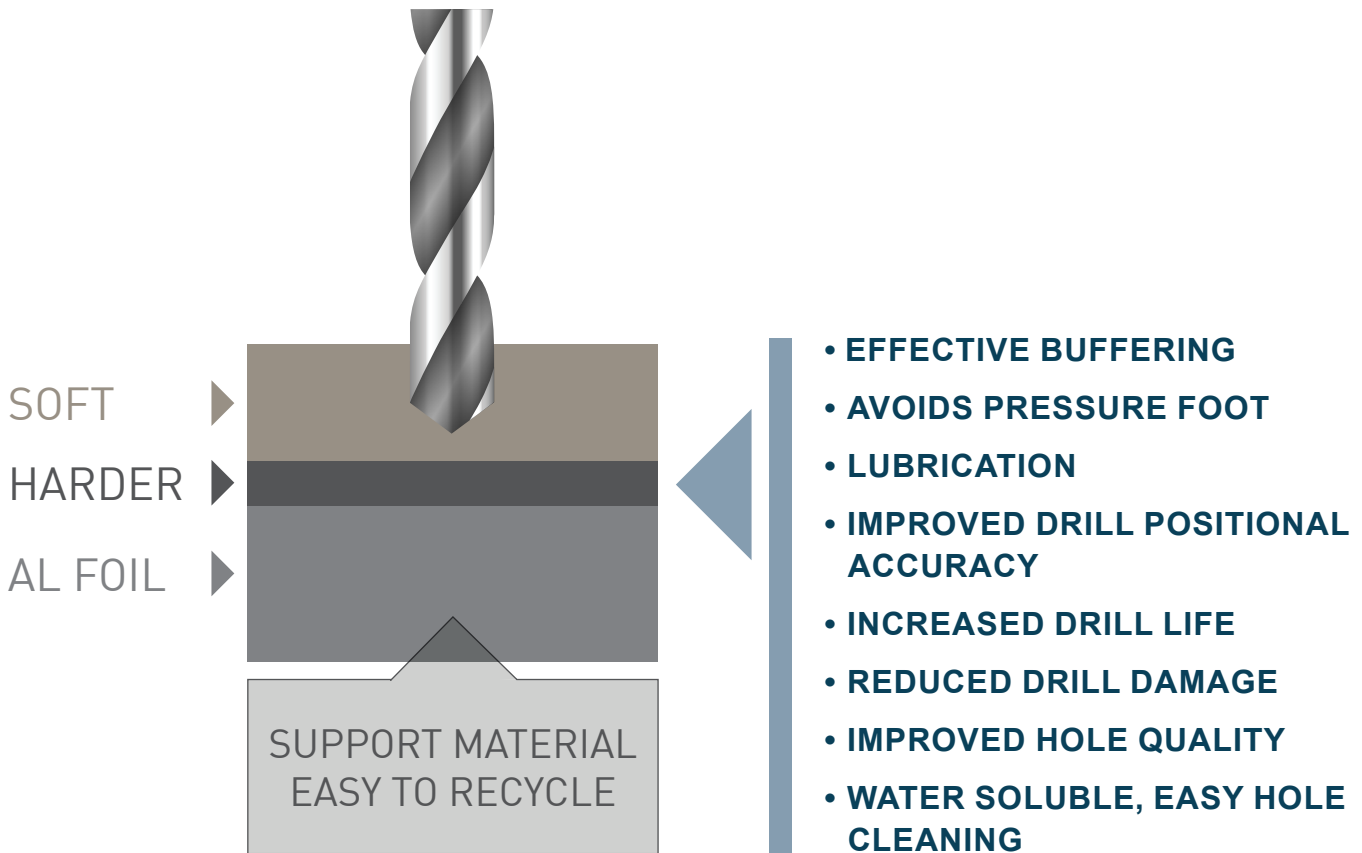 SOFT
HARDER
AL FOIL
SUPPORT MATERIAL
EASY TO RECYCLE
• EFFECTIVE BUFFERING
• AVOIDS PRESSURE FOOT
• LUBRICATION
• IMPROVED DRILL POSITIONAL
ACCURACY
• INCREASED DRILL LIFE
• REDUCED DRILL DAMAGE
• IMPROVED HOLE QUALITY
• WATER SOLUBLE, EASY HOLE
CLEANING